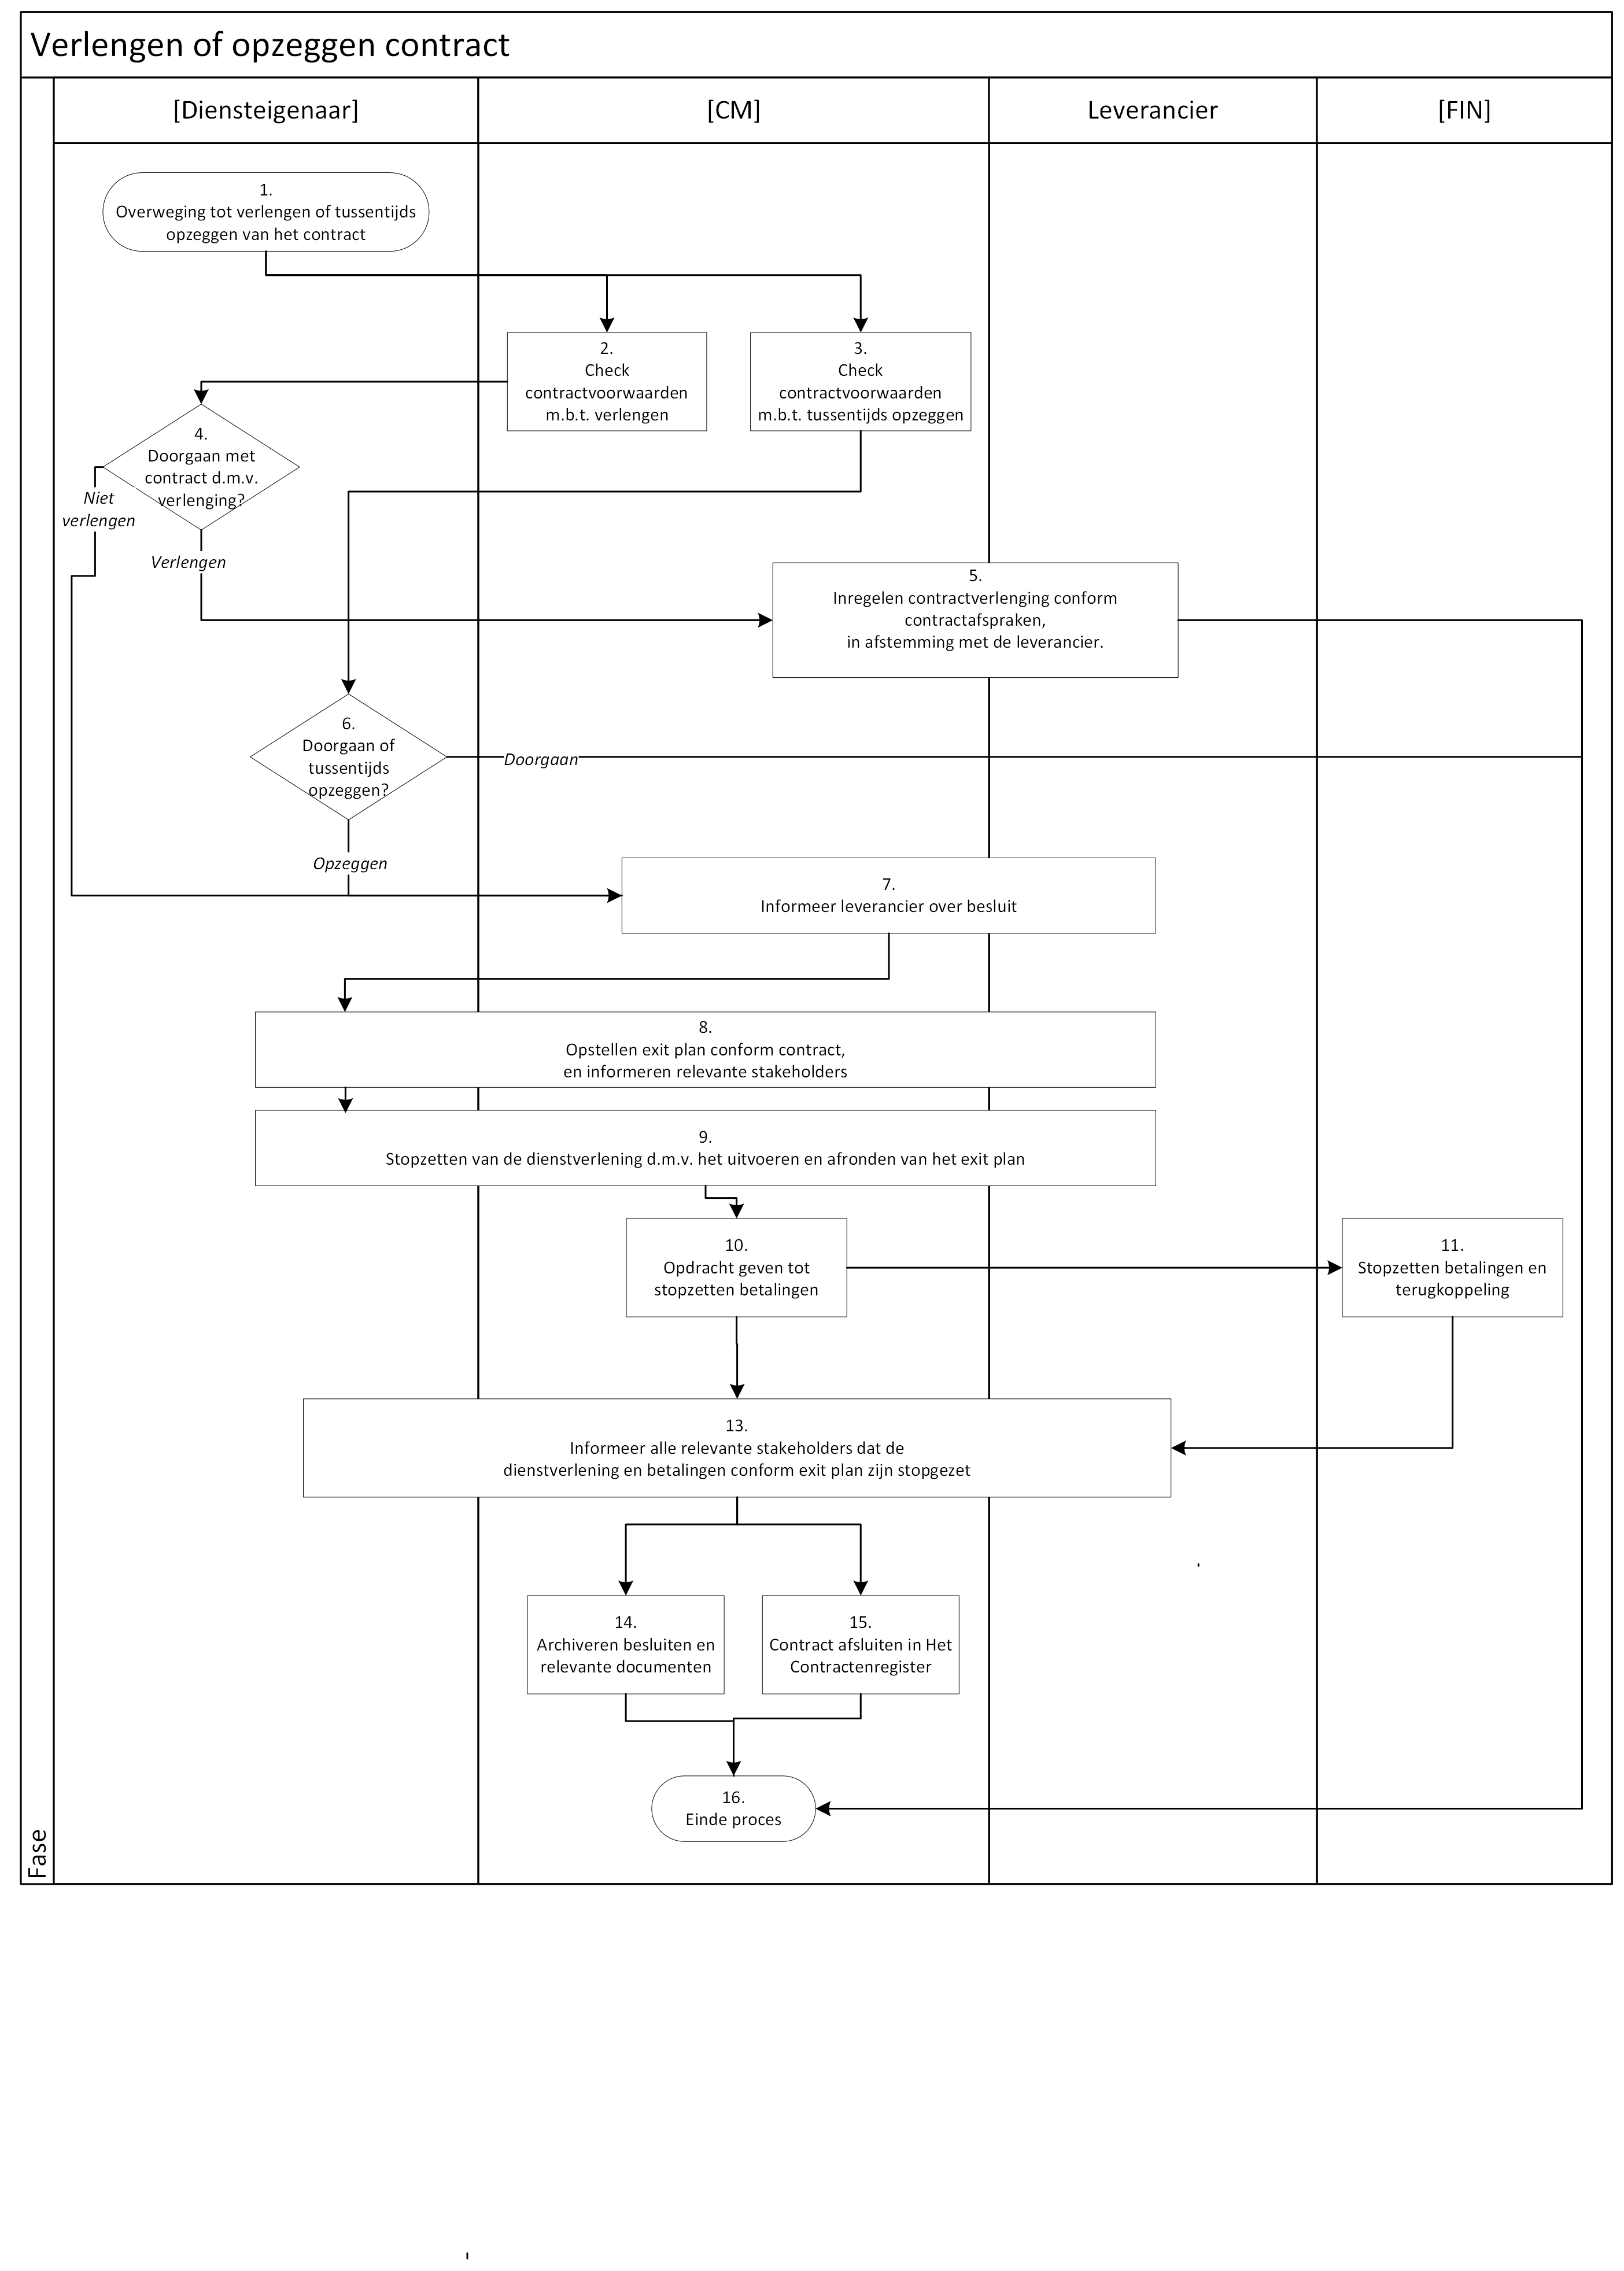 Verlengen of opzeggen contract
[Diensteigenaar]
[CM]
Leverancier
[FIN]
1.
Overweging tot verlengen of tussentijds
opzeggen van het contract
2.
Check
contractvoorwaarden
m.b.t. verlengen
3.
Check
contractvoorwaarden
m.b.t. tussentijds opzeggen
4.
Doorgaan met
contract d.m.v.
verlenging?
Niet
verlengen
Verlengen
5.
Inregelen contractverlenging conform
contractafspraken,
in afstemming met de leverancier.
6.
Doorgaan of
tussentijds
opzeggen?
Doorgaan
Opzeggen
7.
Informeer leverancier over besluit
8.
Opstellen exit plan conform contract,
en informeren relevante stakeholders
9.
Stopzetten van de dienstverlening d.m.v. het uitvoeren en afronden van het exit plan
10.
Opdracht geven tot
stopzetten betalingen
11.
Stopzetten betalingen en
terugkoppeling
13.
Informeer alle relevante stakeholders dat de
dienstverlening en betalingen conform exit plan zijn stopgezet
14.
Archiveren besluiten en
relevante documenten
15.
Contract afsluiten in Het
Contractenregister
16.
Einde proces
Fase